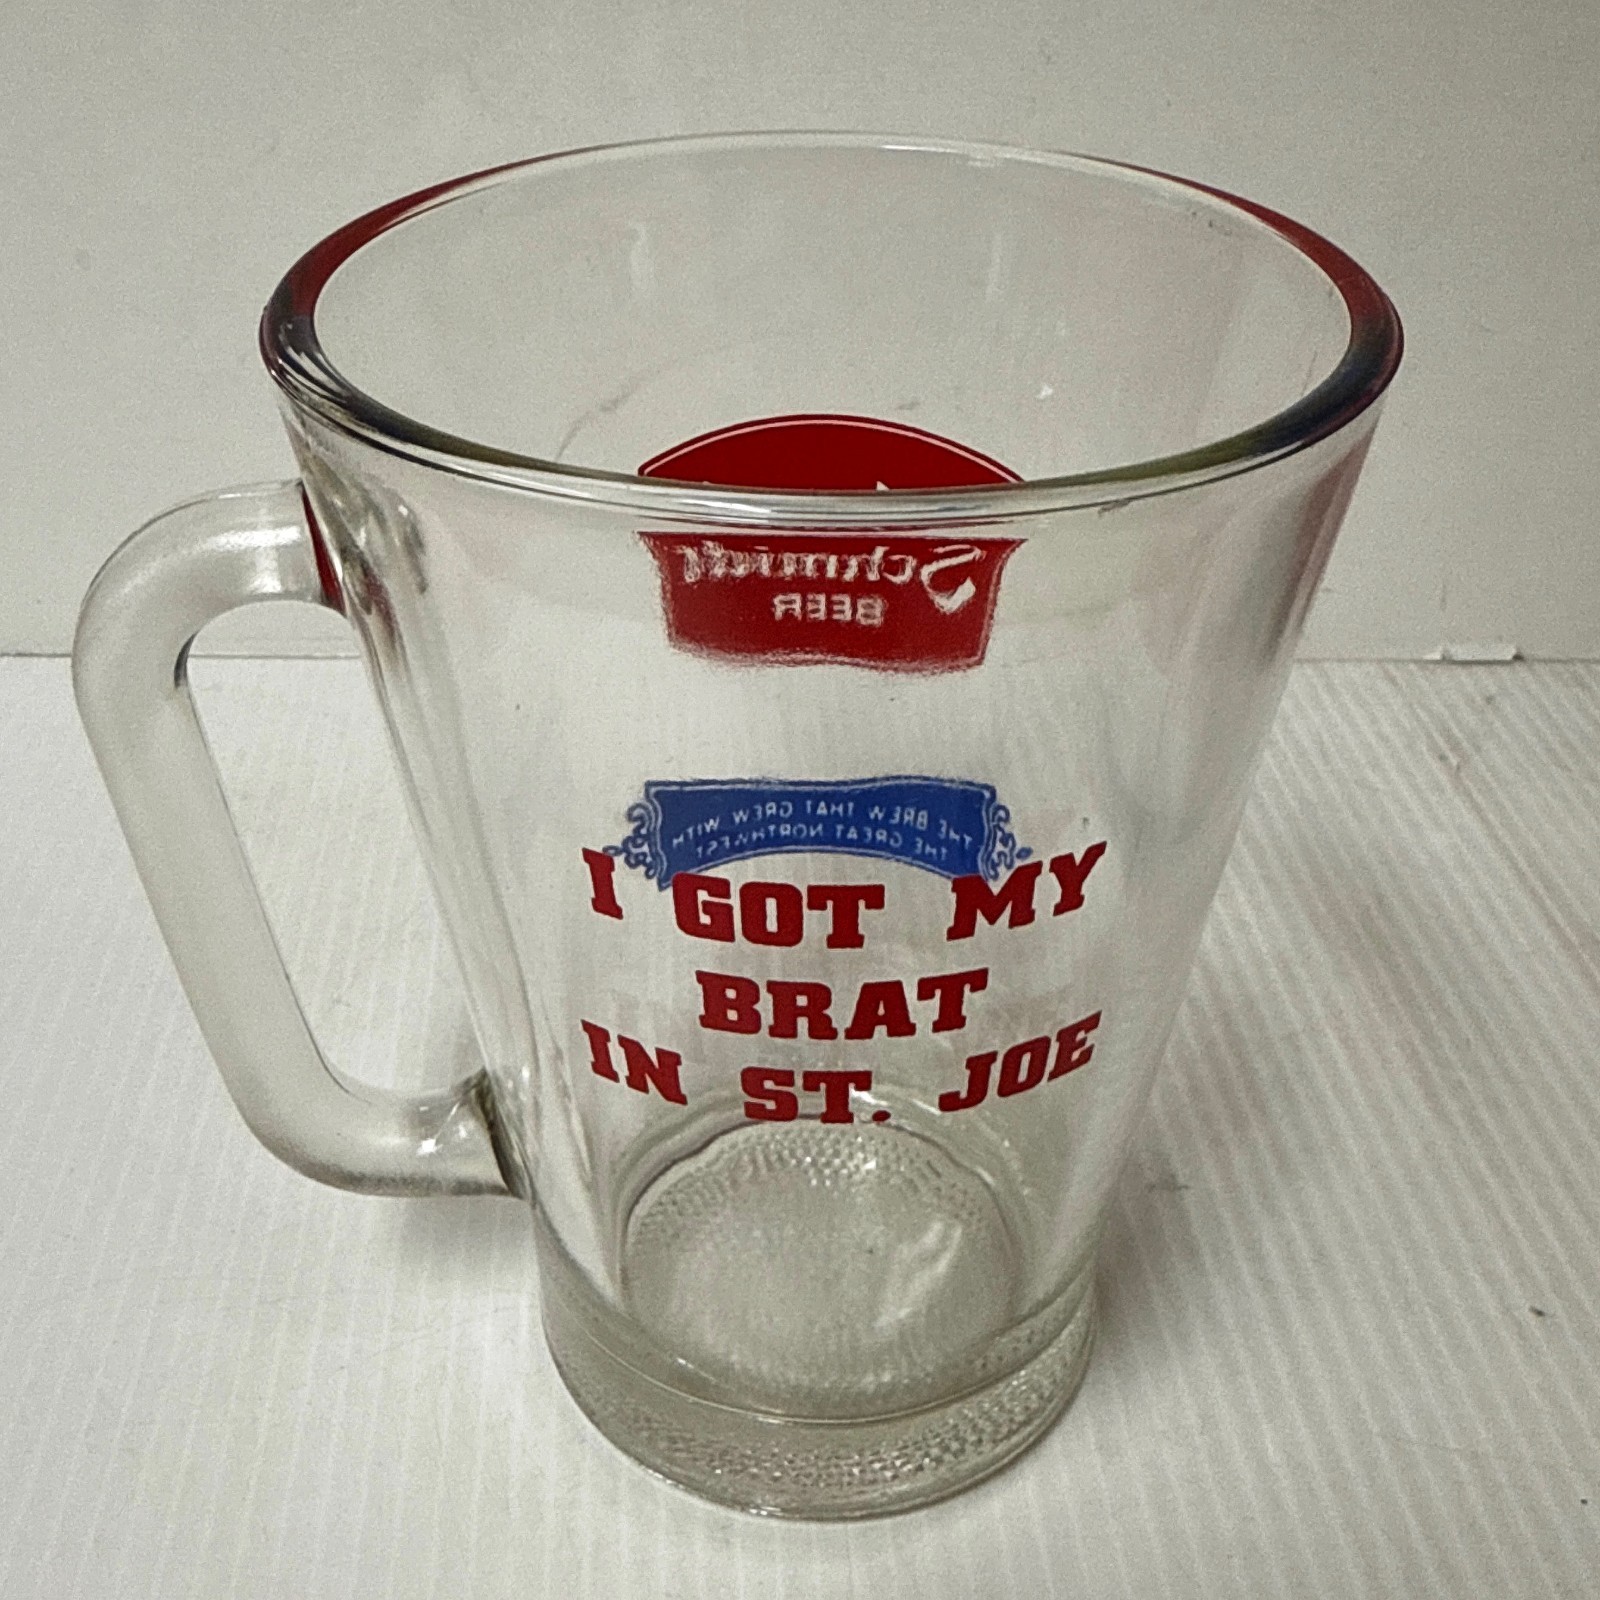 Schmidt
BEER
THE BREW THAT GREW WITH
THE GREAT NORTHWEST
I GOT MY
BRAT
IN ST. JOE